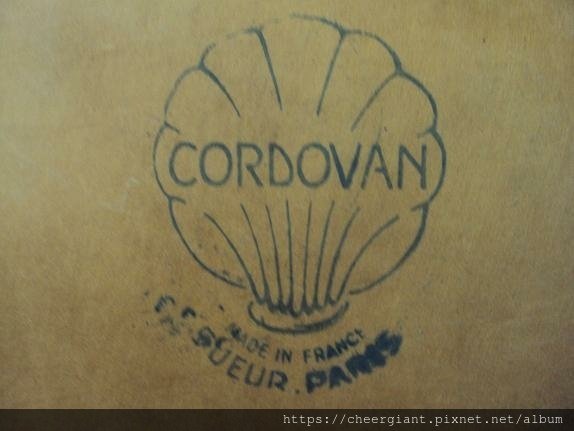 CORDOVAN
MADE IN FRANCE
SUEUR. PARIS
https://cheergiant.pixnet.net/album